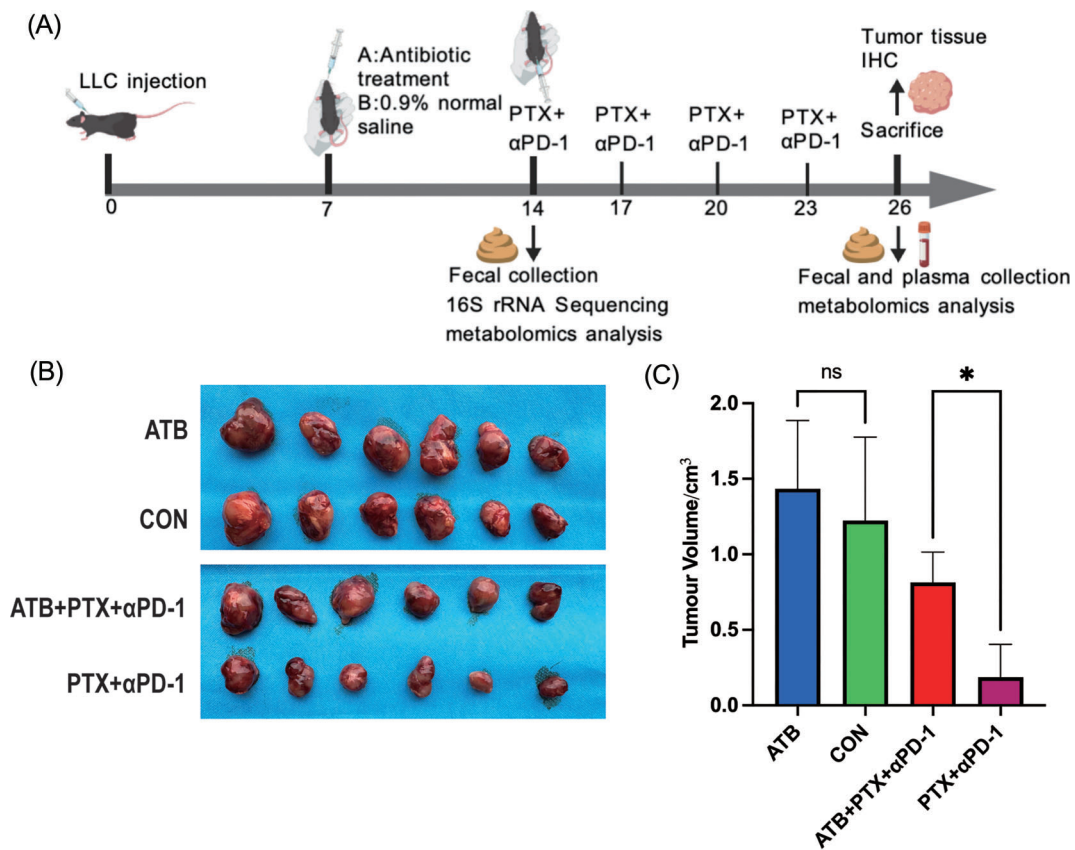 (A)
LLC injection
A:Antibiotic
treatment
B:0.9% normal
saline
PTX+
αPD-1
PTX+
αPD-1
PTX+
αPD-1
PTX+
αPD-1
Tumor tissue
IHC
Sacrifice
0
7
14
17
20
23
26
Fecal collection
16S rRNA Sequencing
metabolomics analysis
Fecal and plasma collection
metabolomics analysis
(B)
ATB
CON
ATB+PTX+αPD-1
PTX+αPD-1
(C)
ns
*
Tumour Volume/cm³
2.0
1.5
1.0
0.5
0.0
ATB
CON
ATB+PTX+αPD-1
PTX+αPD-1